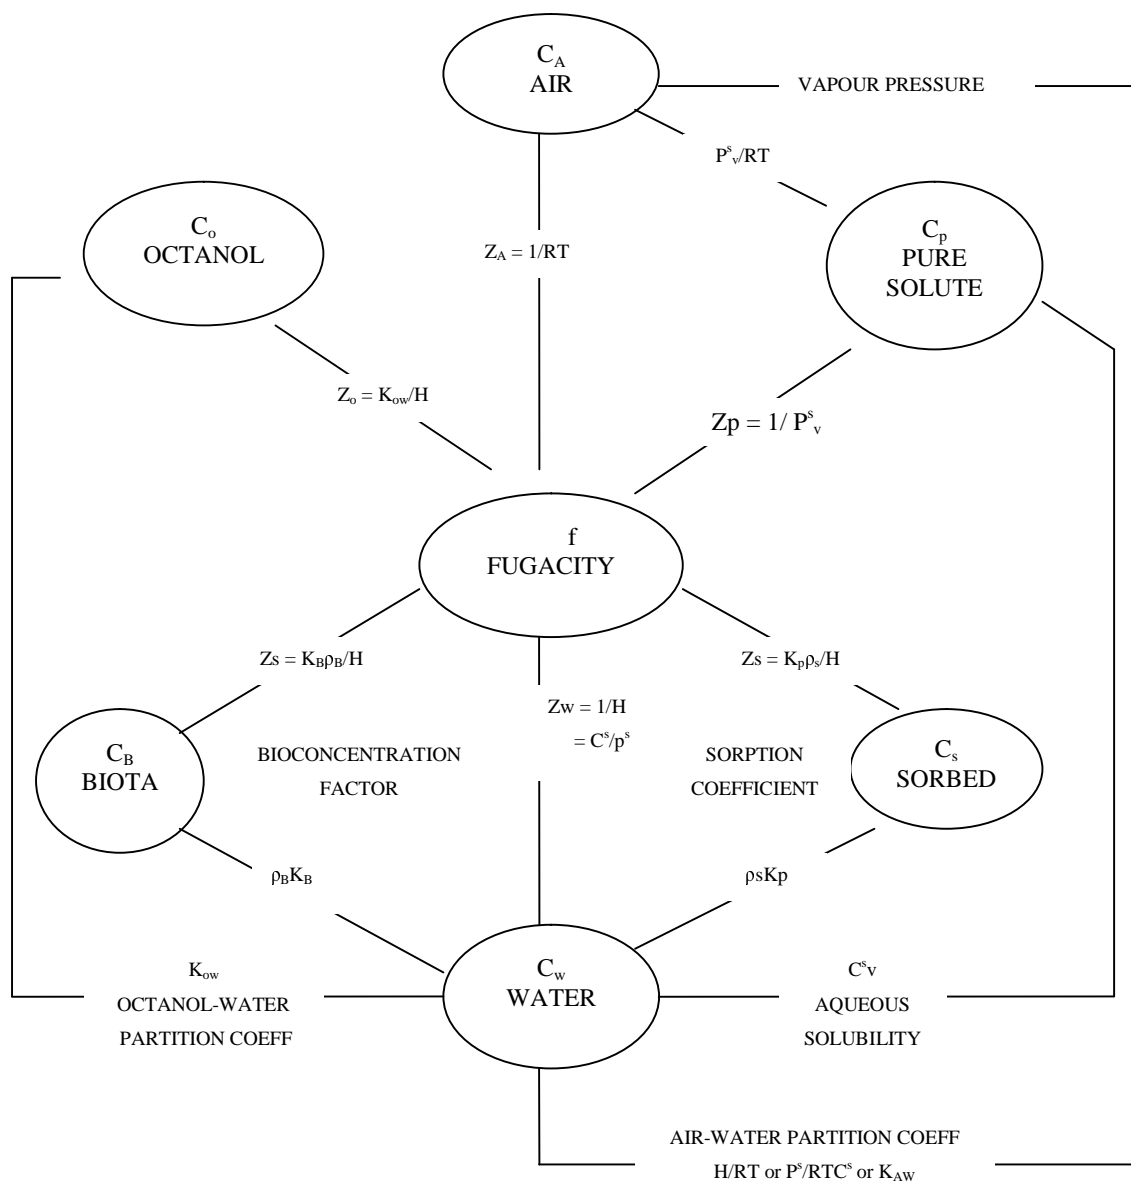 C_A
AIR
VAPOUR PRESSURE
P^s_v/RT
C_o
OCTANOL
C_p
PURE
SOLUTE
Z_A = 1/RT
Z_o = K_ow/H
Zp = 1/ P^s_v
f
FUGACITY
Zs = K_Bρ_B/H
Zs = K_pρ_s/H
Zw = 1/H
= C^s/p^s
C_B
BIOTA
BIOCONCENTRATION
FACTOR
SORPTION
COEFFICIENT
C_s
SORBED
ρ_BK_B
ρsKp
K_ow
OCTANOL-WATER
PARTITION COEFF
C_w
WATER
C^sv
AQUEOUS
SOLUBILITY
AIR-WATER PARTITION COEFF
H/RT or P^s/RTC^s or K_AW